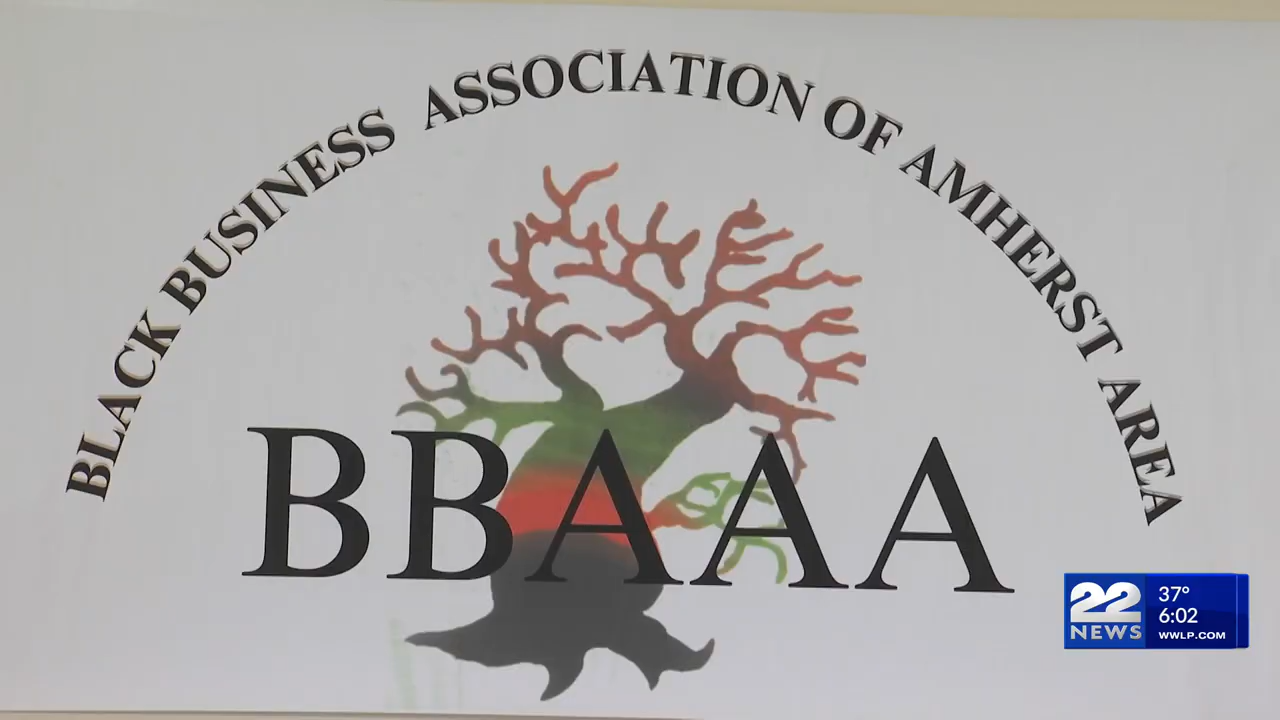 BLACK BUSINESS ASSOCIATION OF AMHERST AREA
BBAAA
22 NEWS
37°
6:02
WWLP.COM